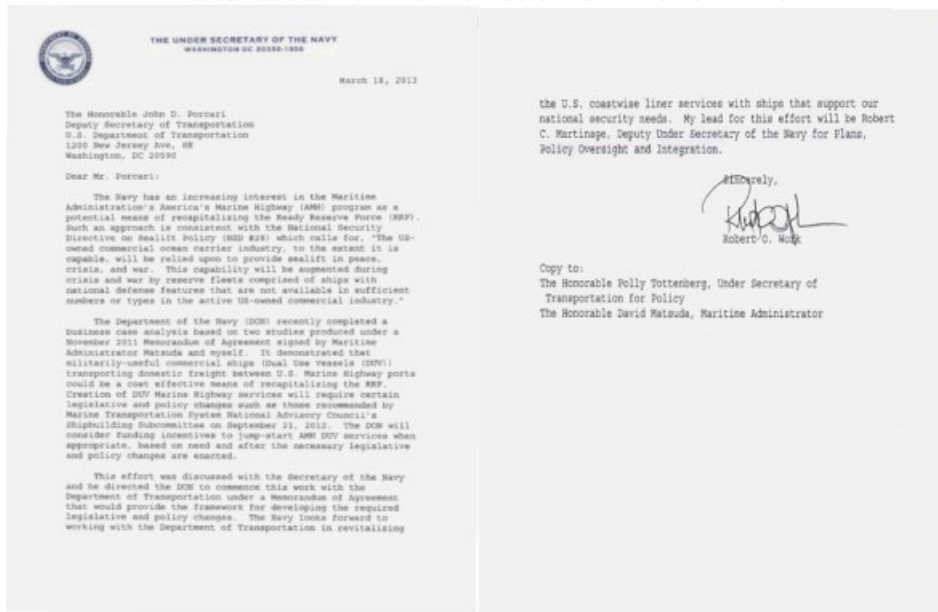 THE UNDER SECRETARY OF THE NAVY
WASHINGTON DC 20350-1000
March 18, 2013
The Honorable John D. Porcari
Deputy Secretary of Transportation
U.S. Department of Transportation
1200 New Jersey Ave, SE
Washington, DC 20590
Dear Mr. Porcari:
The Navy has an increasing interest in the Maritime
Administration's America's Marine Highway (AMH) program as a
potential means of recapitalizing the Ready Reserve Force (RRF).
Such an approach is consistent with the National Security
Directive on Sealift Policy (NSD #28) which calls for, "The US-
owned commercial ocean carrier industry, to the extent it is
capable, will be relied upon to provide sealift in peace,
crisis, and war. This capability will be augmented during
crisis and war by reserve fleets comprised of ships with
national defense features that are not available in sufficient
numbers or types in the active US-owned commercial industry."
The Department of the Navy (DON) recently completed a
business case analysis based on two studies produced under a
November 2011 Memorandum of Agreement signed by Maritime
Administrator Matsuda and myself. It demonstrated that
militarily-useful commercial ships (Dual Use Vessels (DUV))
transporting domestic freight between U.S. Marine Highway ports
could be a cost effective means of recapitalizing the RRF.
Creation of DUV Marine Highway services will require certain
legislative and policy changes such as those recommended by
Marine Transportation System National Advisory Council's
Shipbuilding Subcommittee on September 21, 2012. The DON will
consider funding incentives to jump-start AMH DUV services when
appropriate, based on need and after the necessary legislative
and policy changes are enacted.
This effort was discussed with the Secretary of the Navy
and he directed the DON to commence this work with the
Department of Transportation under a Memorandum of Agreement
that would provide the framework for developing the required
legislative and policy changes. The Navy looks forward to
working with the Department of Transportation in revitalizing
the U.S. coastwise liner services with ships that support our
national security needs. My lead for this effort will be Robert
C. Martinage, Deputy Under Secretary of the Navy for Plans,
Policy Oversight and Integration.
Sincerely,
Robert O. Work
Copy to:
The Honorable Polly Tottenberg, Under Secretary of
Transportation for Policy
The Honorable David Matsuda, Maritime Administrator